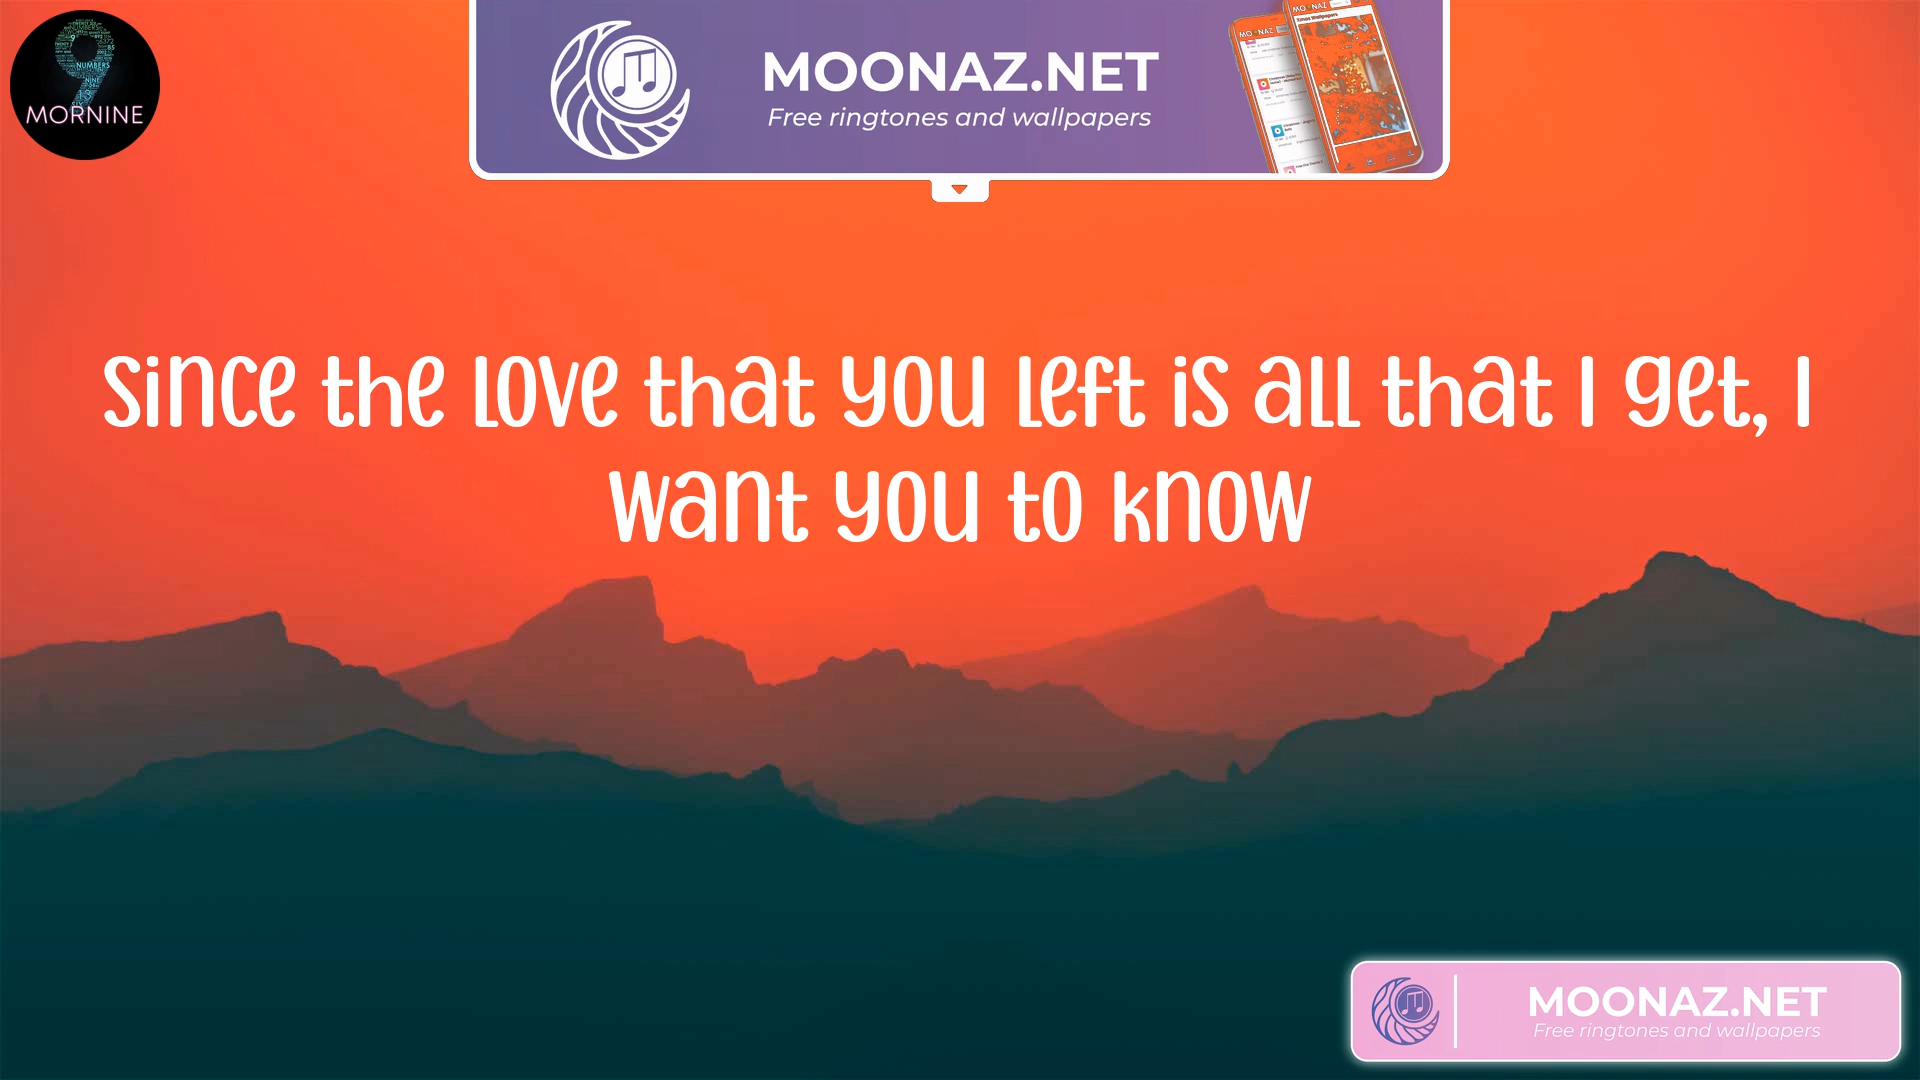 MORNINE
MOONAZ.NET
Free ringtones and wallpapers
Since the love that you left is all that I get, I
want you to know
MOONAZ.NET
Free ringtones and wallpapers